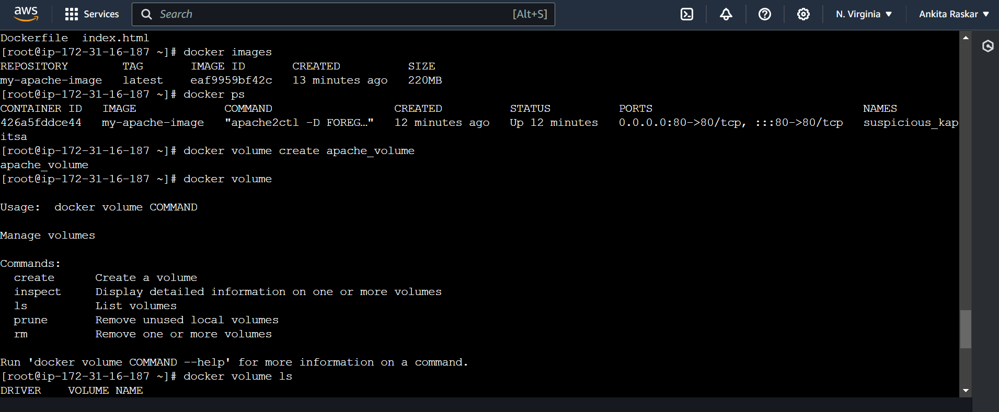 aws Services Search [Alt+S] N. Virginia Ankita Raskar
Dockerfile  index.html
[root@ip-172-31-16-187 ~]# docker images
REPOSITORY        TAG       IMAGE ID       CREATED          SIZE
my-apache-image   latest    eaf9959bf42c   13 minutes ago   220MB
[root@ip-172-31-16-187 ~]# docker ps
CONTAINER ID   IMAGE             COMMAND                  CREATED          STATUS          PORTS                               NAMES
426a5fddce44   my-apache-image   "apache2ctl -D FOREG…"   12 minutes ago   Up 12 minutes   0.0.0.0:80->80/tcp, :::80->80/tcp   suspicious_kap
itsa
[root@ip-172-31-16-187 ~]# docker volume create apache_volume
apache_volume
[root@ip-172-31-16-187 ~]# docker volume
Usage:  docker volume COMMAND
Manage volumes
Commands:
  create      Create a volume
  inspect     Display detailed information on one or more volumes
  ls          List volumes
  prune       Remove unused local volumes
  rm          Remove one or more volumes
Run 'docker volume COMMAND --help' for more information on a command.
[root@ip-172-31-16-187 ~]# docker volume ls
DRIVER    VOLUME NAME